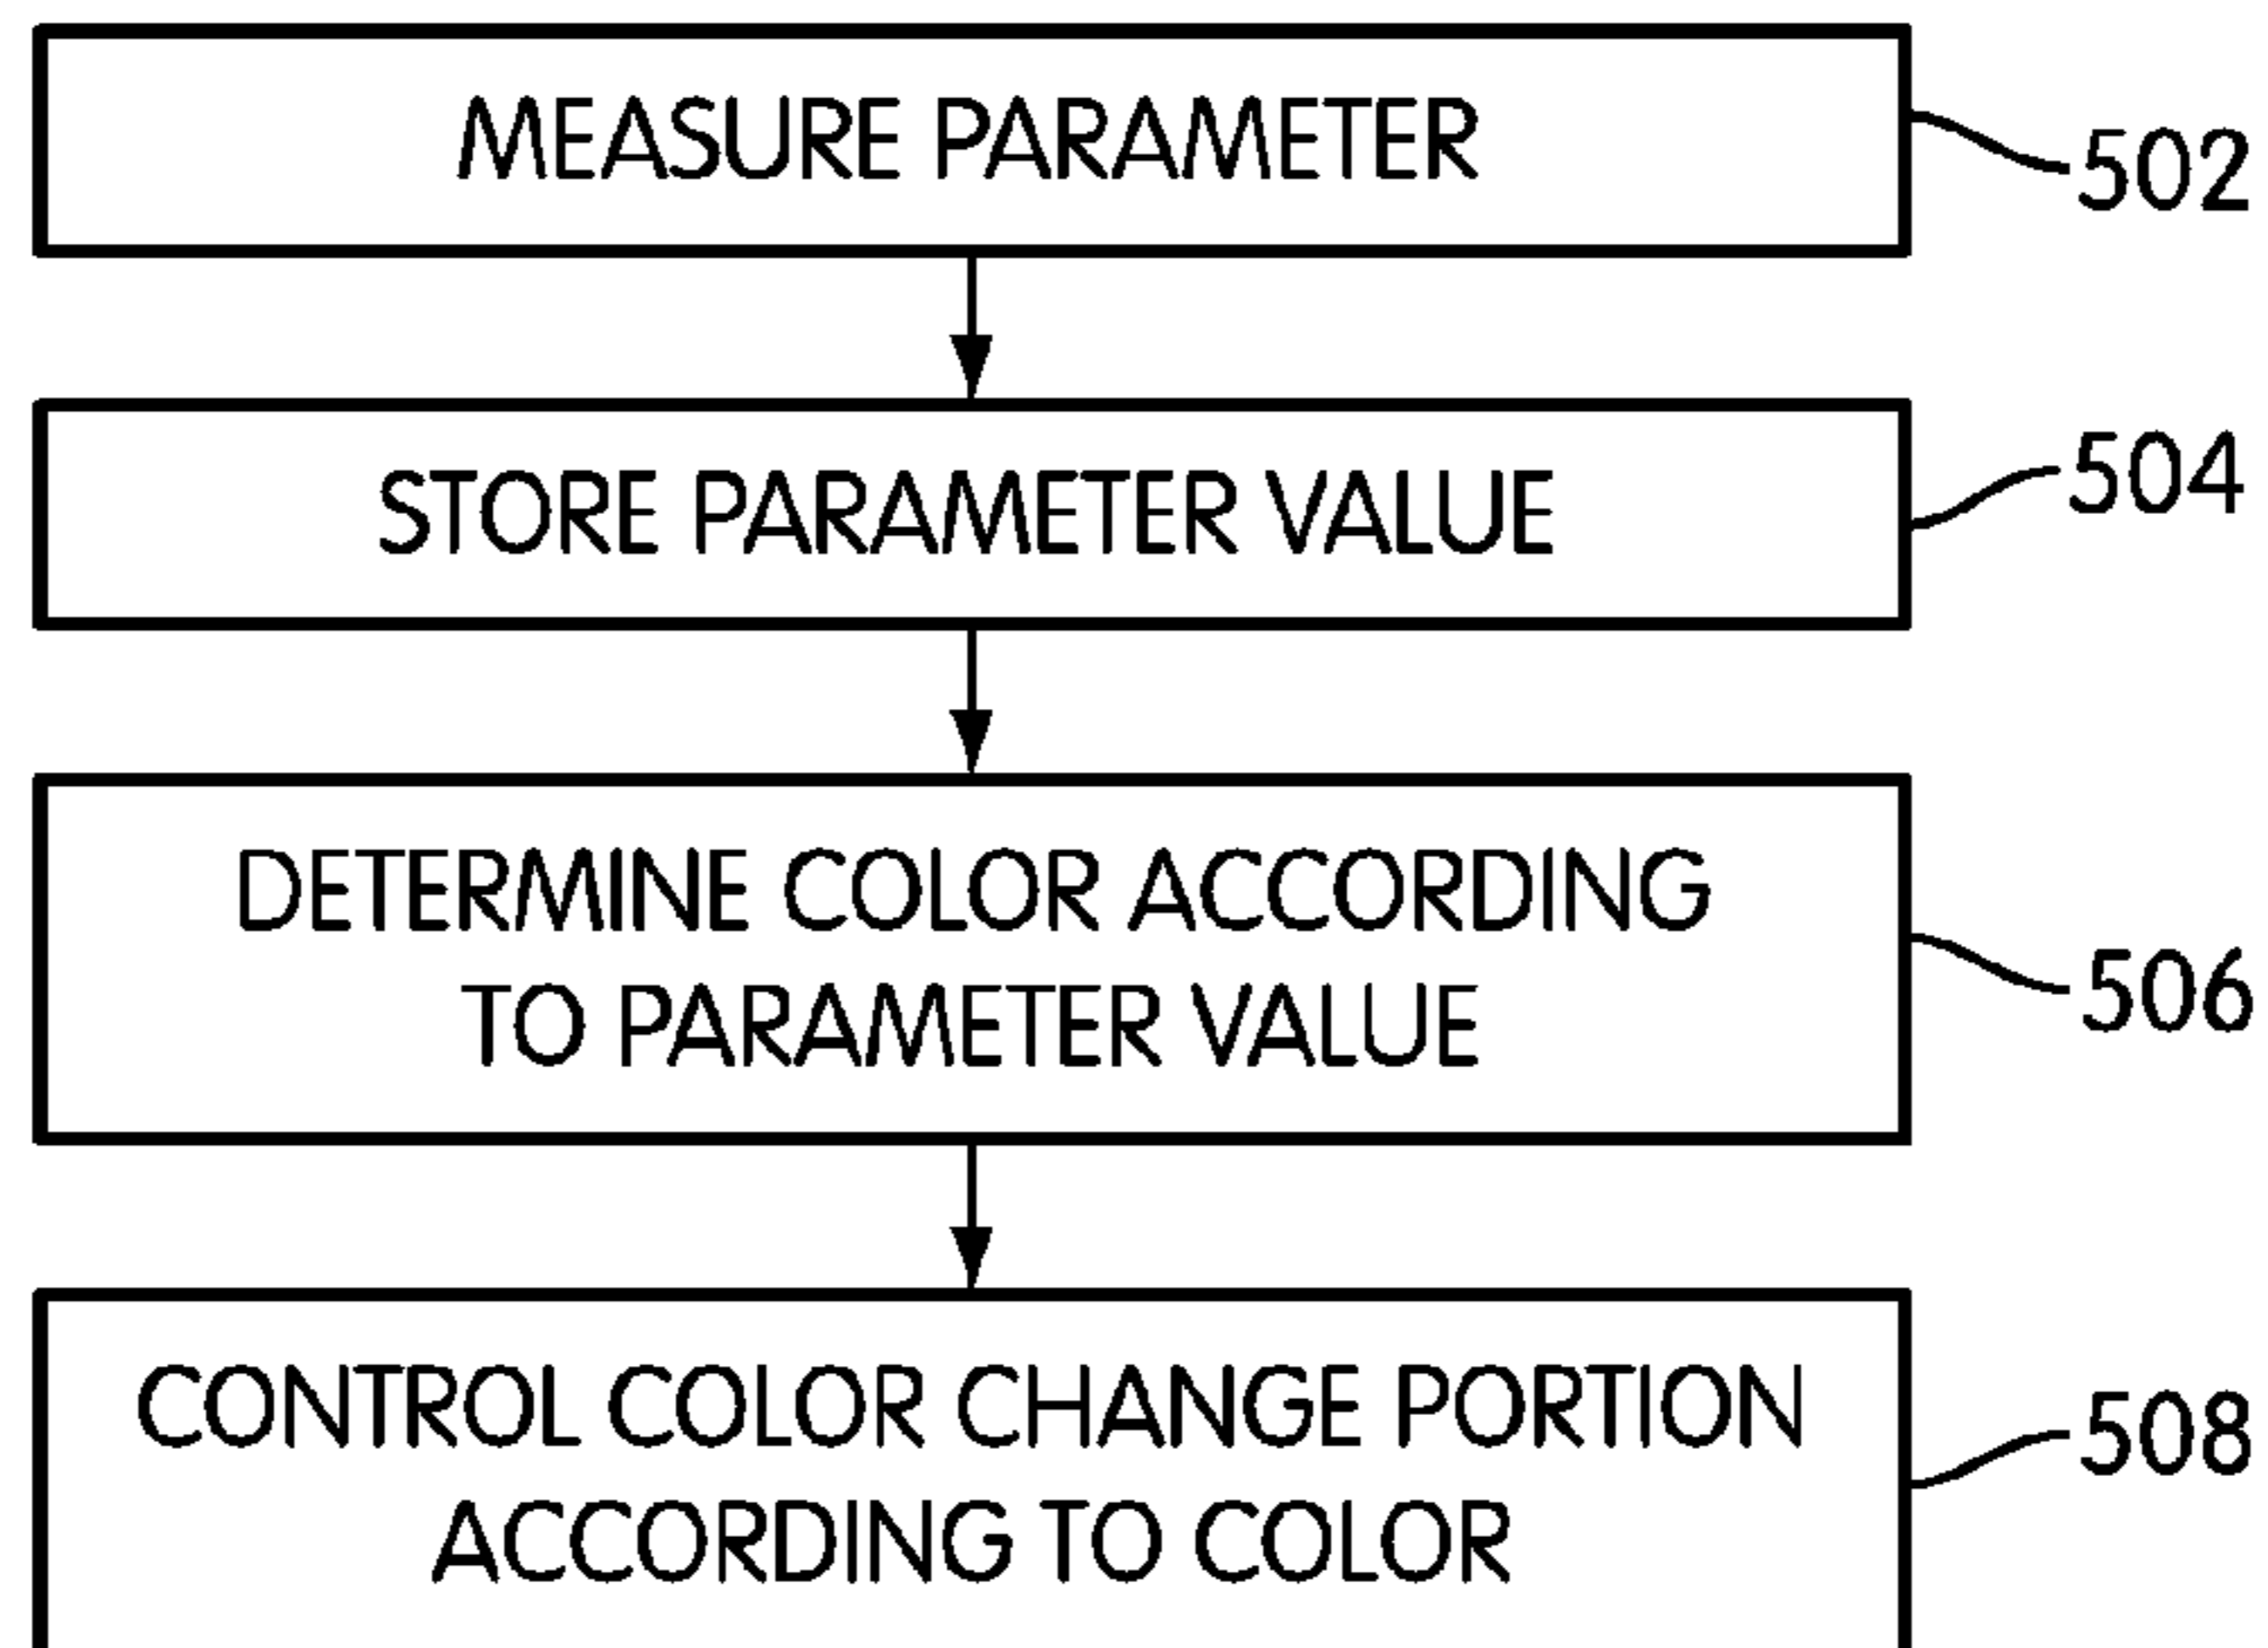 MEASURE PARAMETER
502
STORE PARAMETER VALUE
504
DETERMINE COLOR ACCORDING
TO PARAMETER VALUE
506
CONTROL COLOR CHANGE PORTION
ACCORDING TO COLOR
508